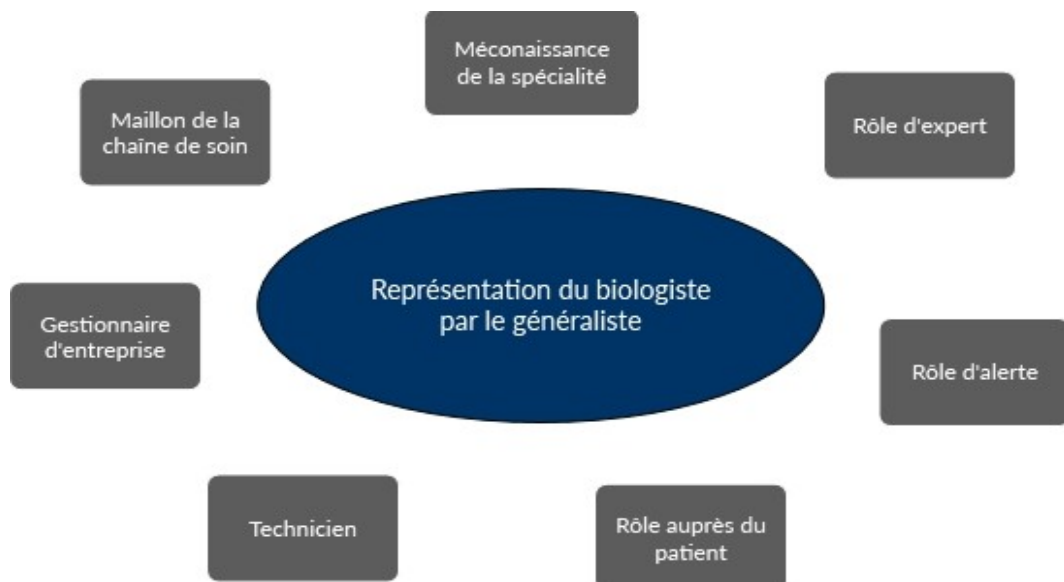 Méconaissance
de la spécialité
Maillon de la
chaîne de soin
Rôle d'expert
Représentation du biologiste
par le généraliste
Gestionnaire
d'entreprise
Rôle d'alerte
Technicien
Rôle auprès du
patient